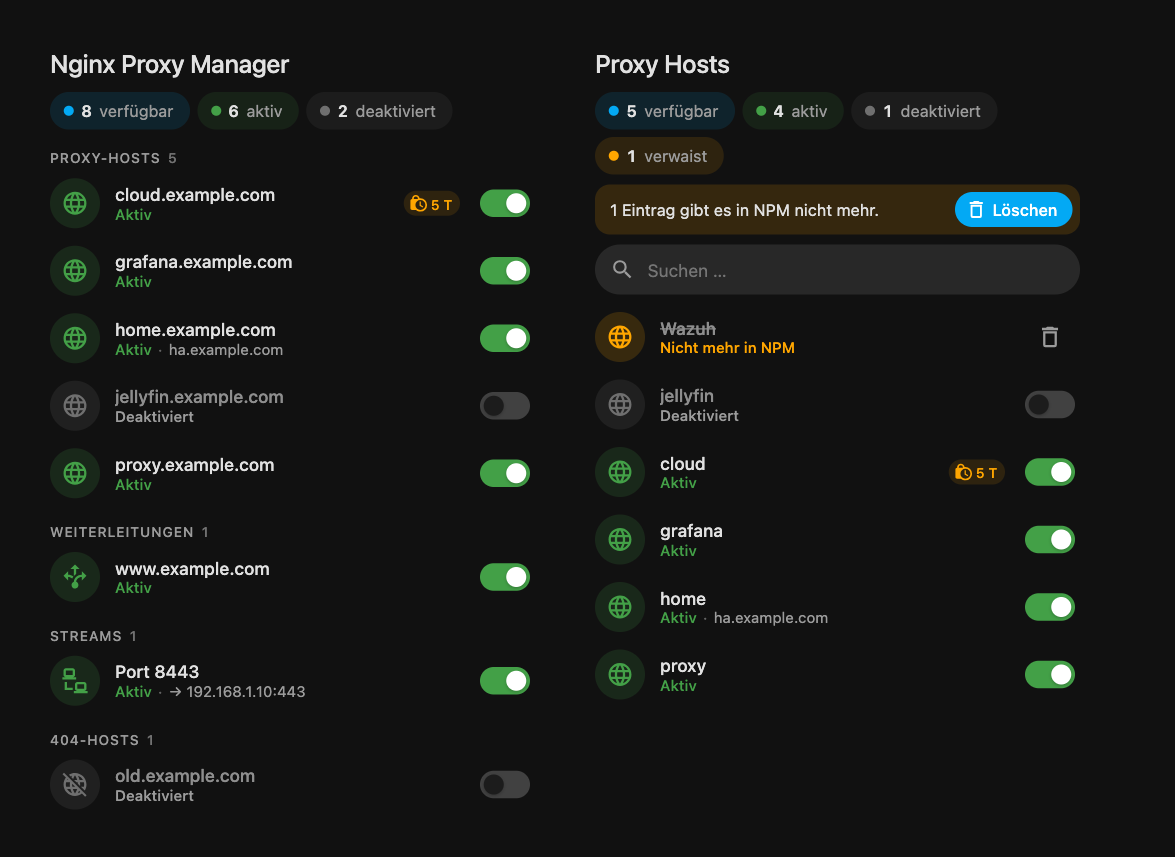 Nginx Proxy Manager
8 verfügbar
6 aktiv
2 deaktiviert
PROXY-HOSTS 5
cloud.example.com
Aktiv
5 T
grafana.example.com
Aktiv
home.example.com
Aktiv · ha.example.com
jellyfin.example.com
Deaktiviert
proxy.example.com
Aktiv
WEITERLEITUNGEN 1
www.example.com
Aktiv
STREAMS 1
Port 8443
Aktiv · → 192.168.1.10:443
404-HOSTS 1
old.example.com
Deaktiviert
Proxy Hosts
5 verfügbar
4 aktiv
1 deaktiviert
1 verwaist
1 Eintrag gibt es in NPM nicht mehr.
Löschen
Suchen ...
Wazuh
Nicht mehr in NPM
jellyfin
Deaktiviert
cloud
Aktiv
5 T
grafana
Aktiv
home
Aktiv · ha.example.com
proxy
Aktiv